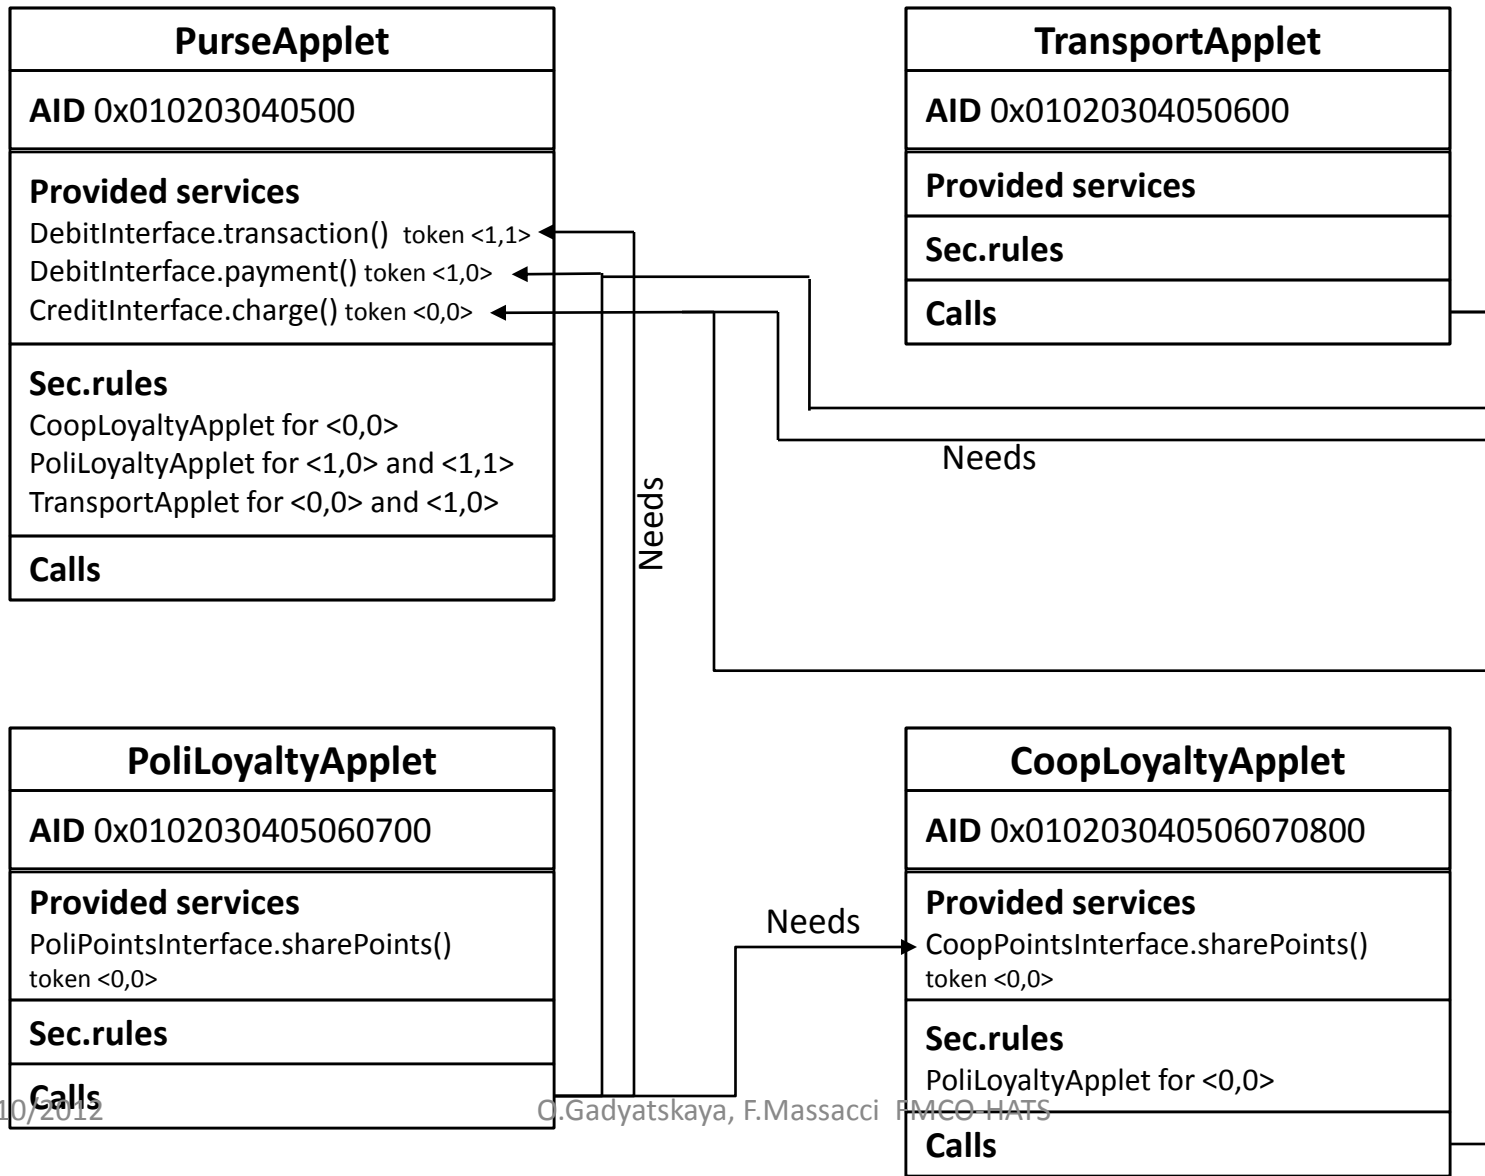 PurseApplet
AID 0x010203040500
Provided services
DebitInterface.transaction() token <1,1>
DebitInterface.payment() token <1,0>
CreditInterface.charge() token <0,0>
Sec.rules
CoopLoyaltyApplet for <0,0>
PoliLoyaltyApplet for <1,0> and <1,1>
TransportApplet for <0,0> and <1,0>
Calls
TransportApplet
AID 0x01020304050600
Provided services
Sec.rules
Calls
Needs
Needs
PoliLoyaltyApplet
AID 0x0102030405060700
Provided services
PoliPointsInterface.sharePoints()
token <0,0>
Sec.rules
Calls
Needs
CoopLoyaltyApplet
AID 0x010203040506070800
Provided services
CoopPointsInterface.sharePoints()
token <0,0>
Sec.rules
PoliLoyaltyApplet for <0,0>
Calls
10/2012
O.Gadyatskaya, F.Massacci FMCO-HATS